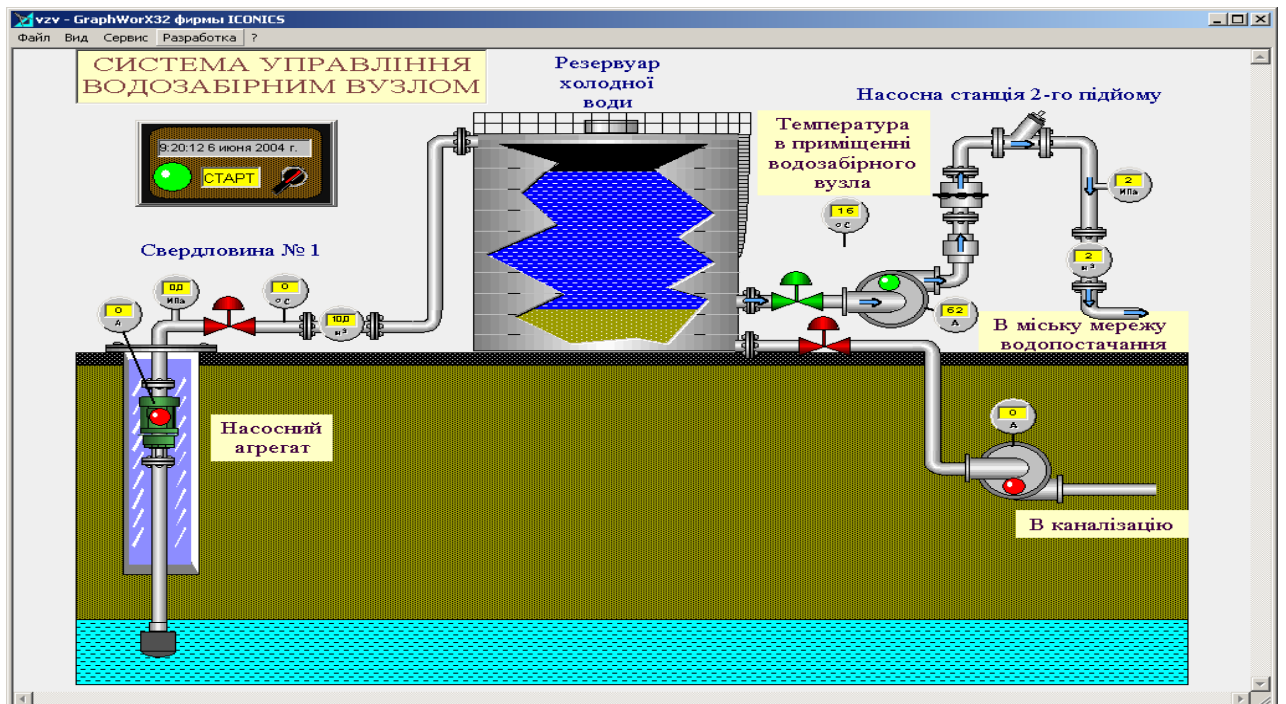 vzv - GraphWorX32 фирмы ICONICS
Файл Вид Сервис Разработка ?
СИСТЕМА УПРАВЛІННЯ
ВОДОЗАБІРНИМ ВУЗЛОМ
Резервуар
холодної
води
Насосна станція 2-го підйому
Температура
в приміщенні
водозабірного
вузла
9:20:12 6 июня 2004 г.
СТАРТ
2
МПа
16
о С
Свердловина № 1
2
м³
0,0
МПа
0
о С
0
А
10,0
м³
62
А
В міську мережу
водопостачання
0
А
Насосний
агрегат
В каналізацію